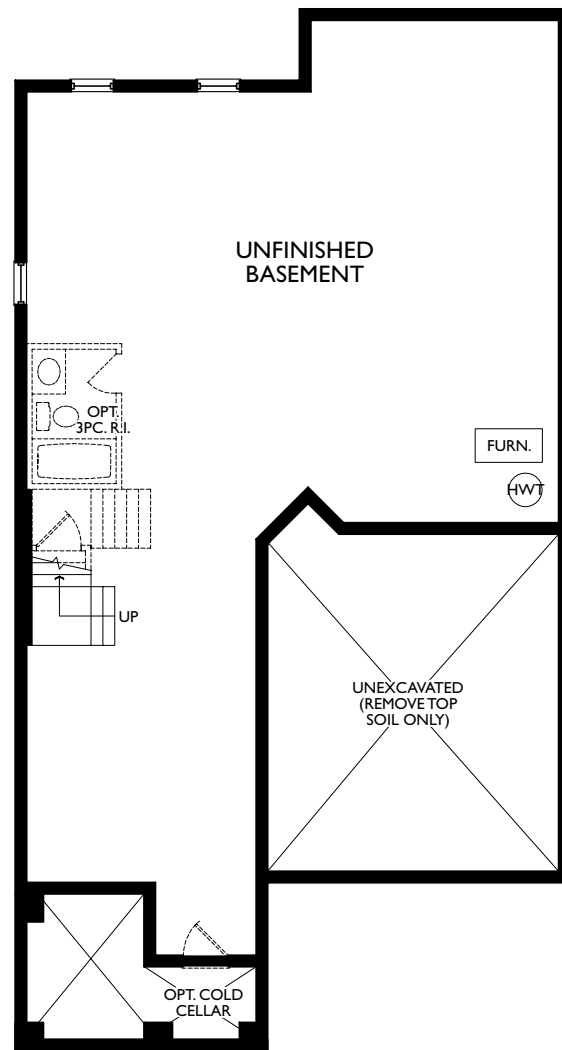 UNFINISHED
BASEMENT
OPT.
3PC. R.I.
FURN.
HWT
UP
UNEXCAVATED
(REMOVE TOP
SOIL ONLY)
OPT. COLD
CELLAR